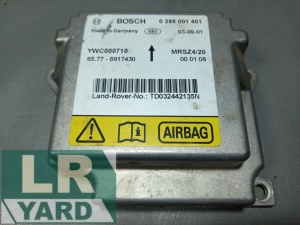 BOSCH 0 285 001 401
Made in Germany 083 03-09-01
YWC000710 MRSZ4/20
65.77 - 6917430 00 01 08
Land-Rover-No.: TD032442135N
AIRBAG
LR
YARD